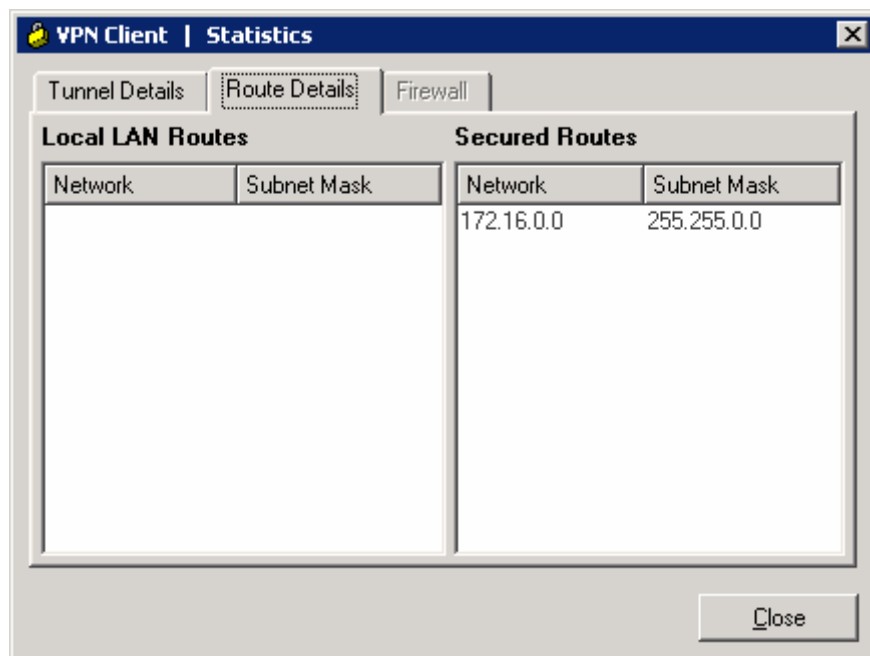 VPN Client | Statistics
Tunnel Details Route Details Firewall
Local LAN Routes Secured Routes
Network Subnet Mask Network Subnet Mask
172.16.0.0 255.255.0.0
Close